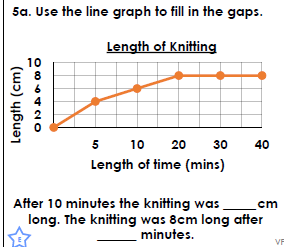 5a. Use the line graph to fill in the gaps.
Length of Knitting
Length (cm)
10
8
6
4
2
0
5 10 20 30 40
Length of time (mins)
After 10 minutes the knitting was _____ cm
long. The knitting was 8cm long after
______ minutes.
E
VF